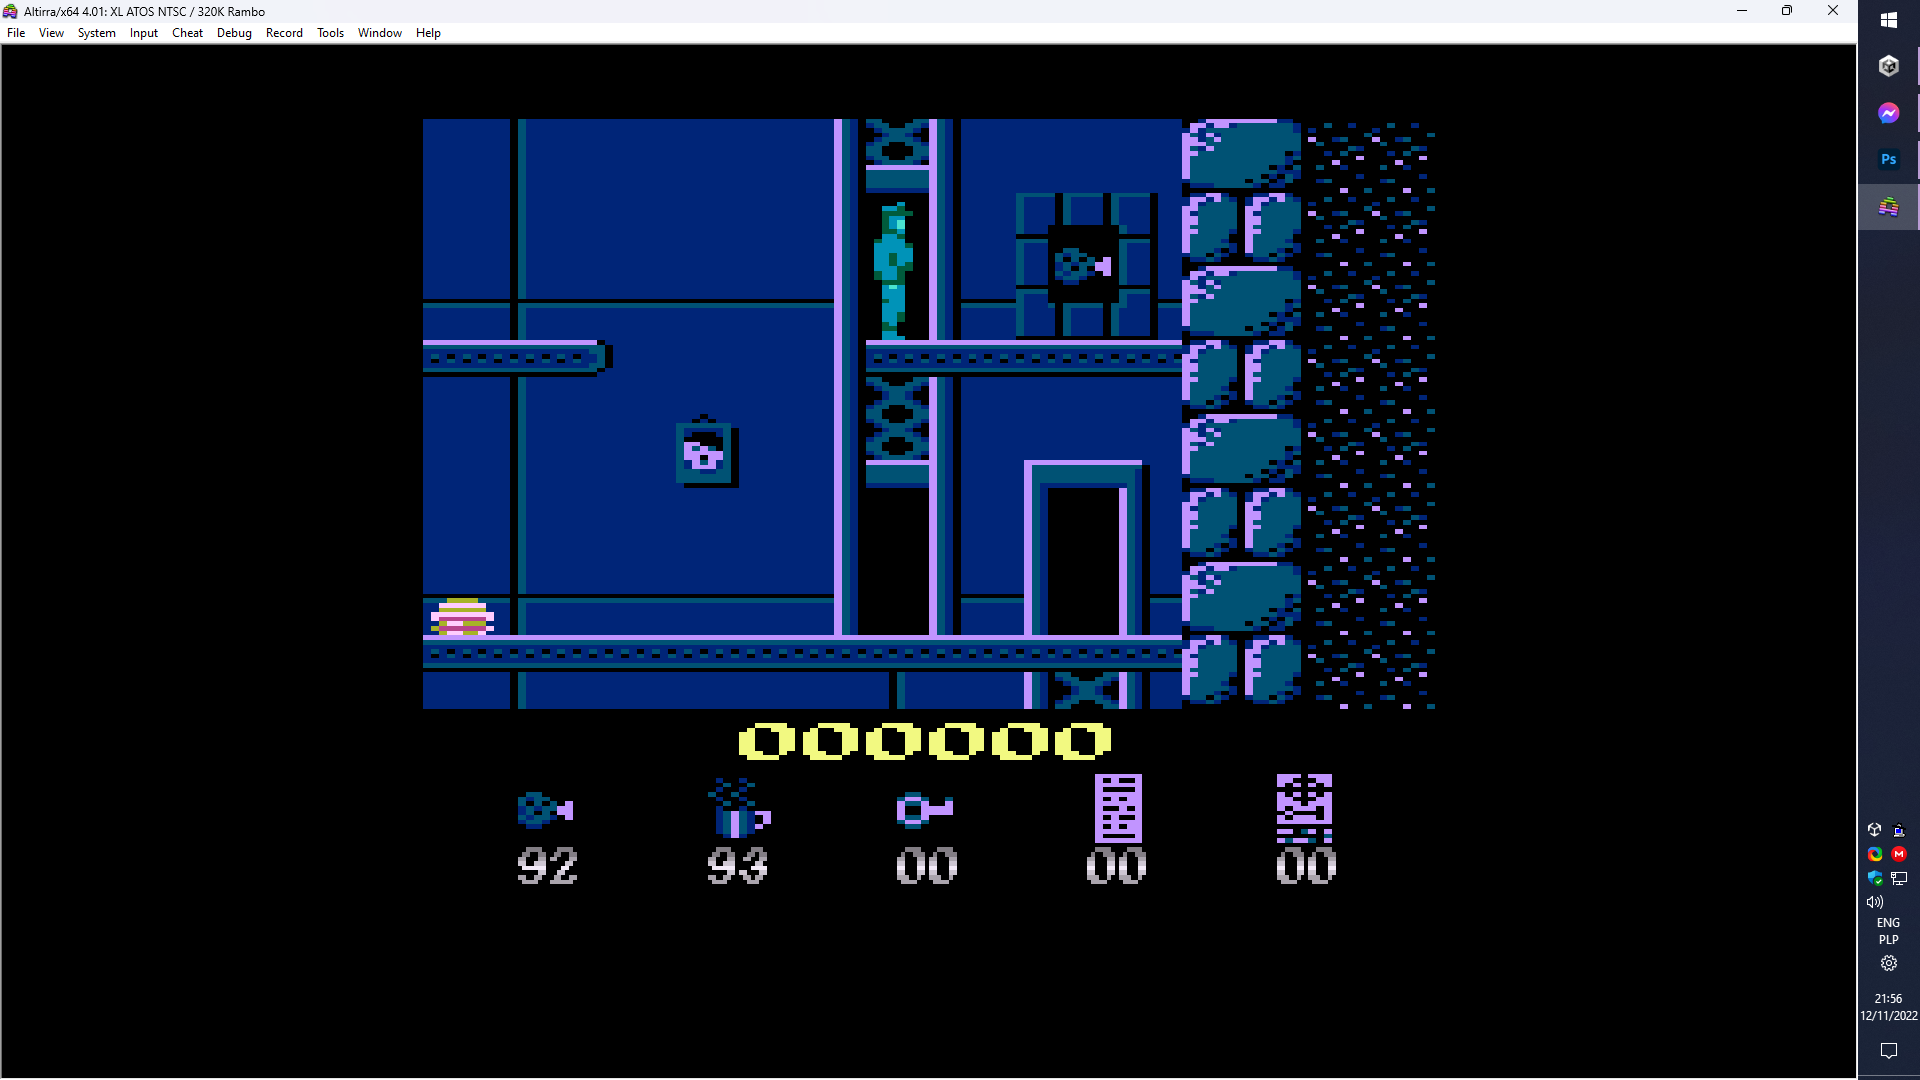 Altirra/x64 4.01: XL ATOS NTSC / 320K Rambo
File View System Input Cheat Debug Record Tools Window Help
Ps
000000
92 93 00 00 00
ENG
PLP
21:56
12/11/2022